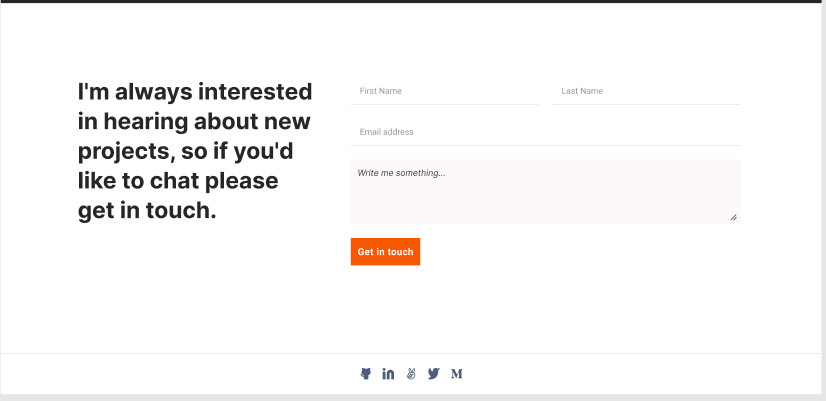 I'm always interested
in hearing about new
projects, so if you'd
like to chat please
get in touch.
First Name
Last Name
Email address
Write me something...
Get in touch